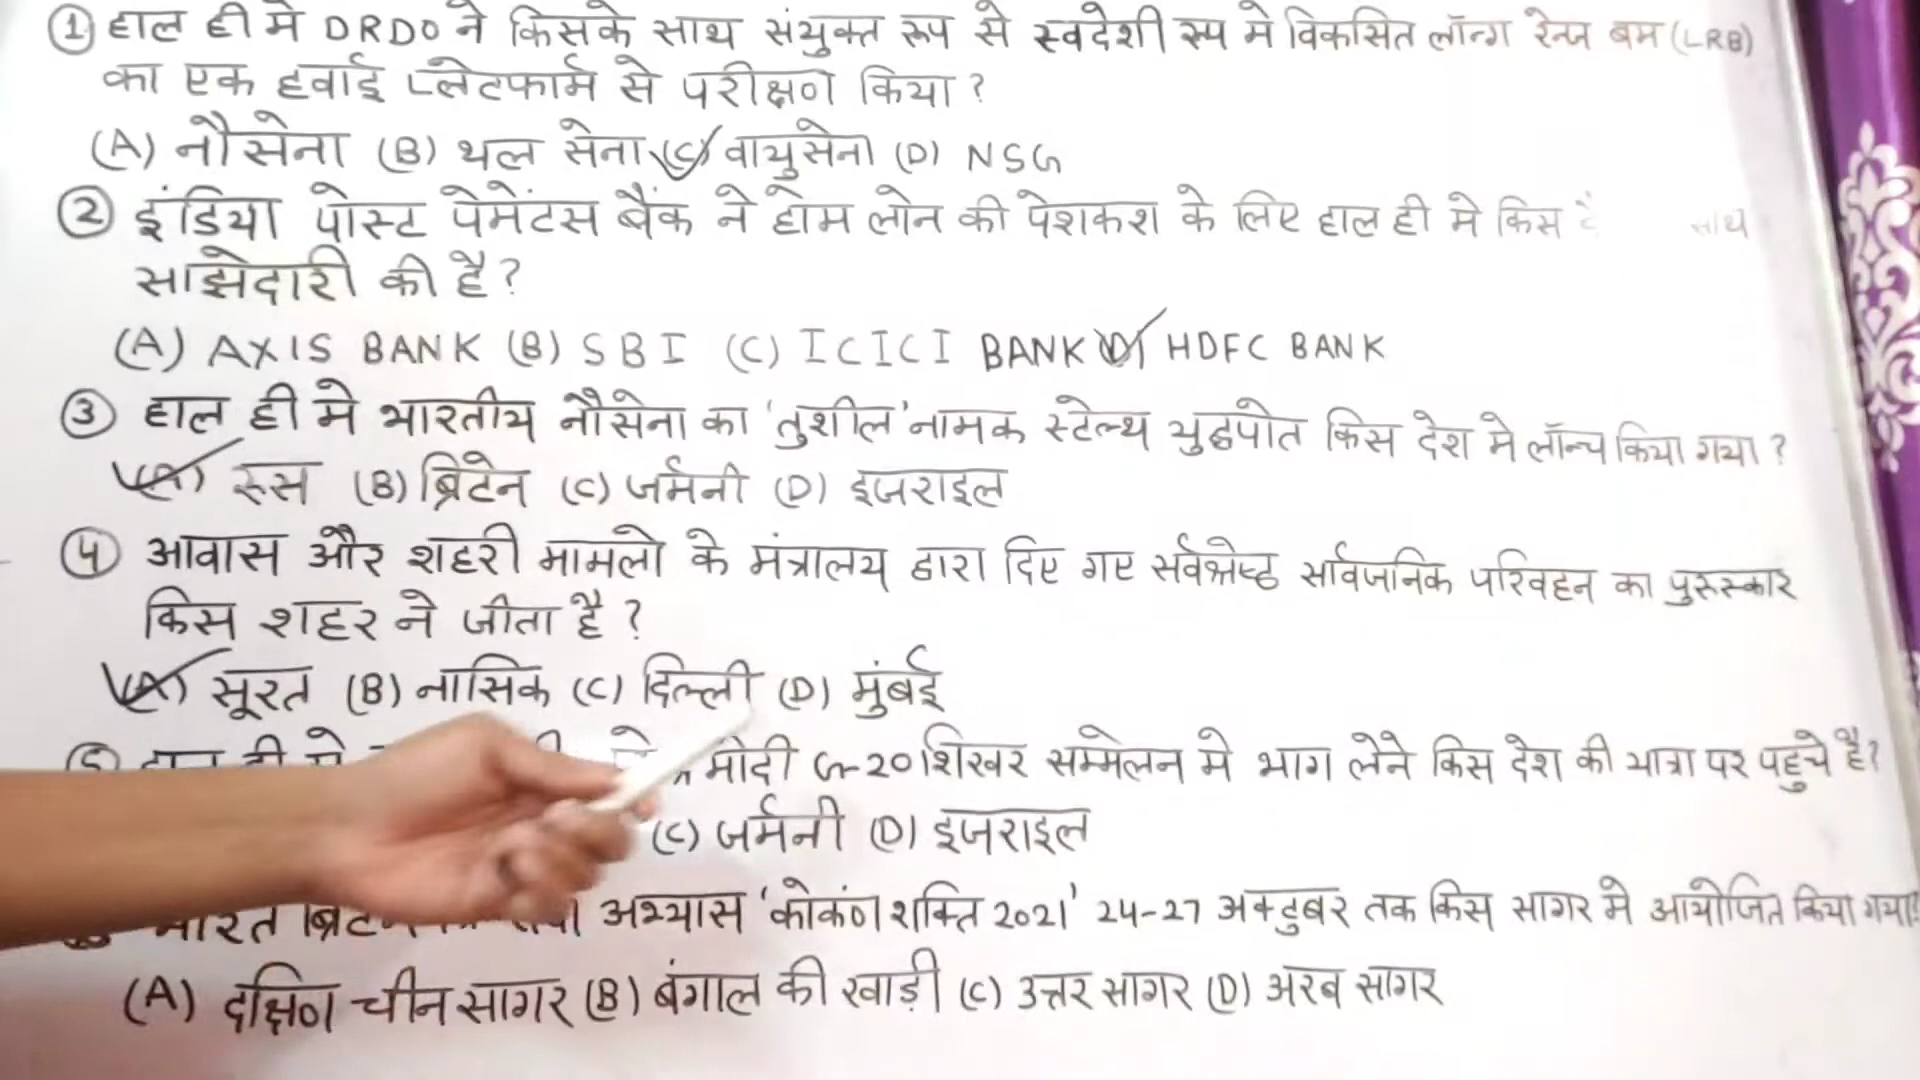 ① हाल ही मे DRDO ने किसके साथ संयुक्त रूप से स्वदेशी रूप मे विकसित लॉन्ग रेन्ज बम (LRB)
का एक हवाई प्लेटफार्म से परीक्षण किया ?
(A) नौसेना (B) थल सेना (C) वायुसेना (D) NSG
② इंडिया पोस्ट पेमेंटस बैंक ने होम लोन की पेशकश के लिए हाल ही मे किस साथ
साझेदारी की है ?
(A) AXIS BANK (B) SBI (C) ICICI BANK (D) HDFC BANK
③ हाल ही मे भारतीय नौसेना का 'तुशील' नामक स्टेल्थ युद्धपोत किस देश मे लॉन्च किया गया ?
(A) रूस (B) ब्रिटेन (C) जर्मनी (D) इजराइल
④ आवास और शहरी मामलो के मंत्रालय द्वारा दिए गए सर्वश्रेष्ठ सार्वजनिक परिवहन का पुरुस्कार
किस शहर ने जीता है ?
(A) सूरत (B) नासिक (C) दिल्ली (D) मुंबई
⑤ हाल ही मे मोदी G-20 शिखर सम्मेलन मे भाग लेने किस देश की यात्रा पर पहुचे है ?
(C) जर्मनी (D) इजराइल
भारत अभ्यास 'कोकंण शक्ति 2021' 24-27 अक्टुबर तक किस सागर मे आयोजित किया गया
(A) दक्षिण चीन सागर (B) बंगाल की खाड़ी (C) उत्तर सागर (D) अरब सागर